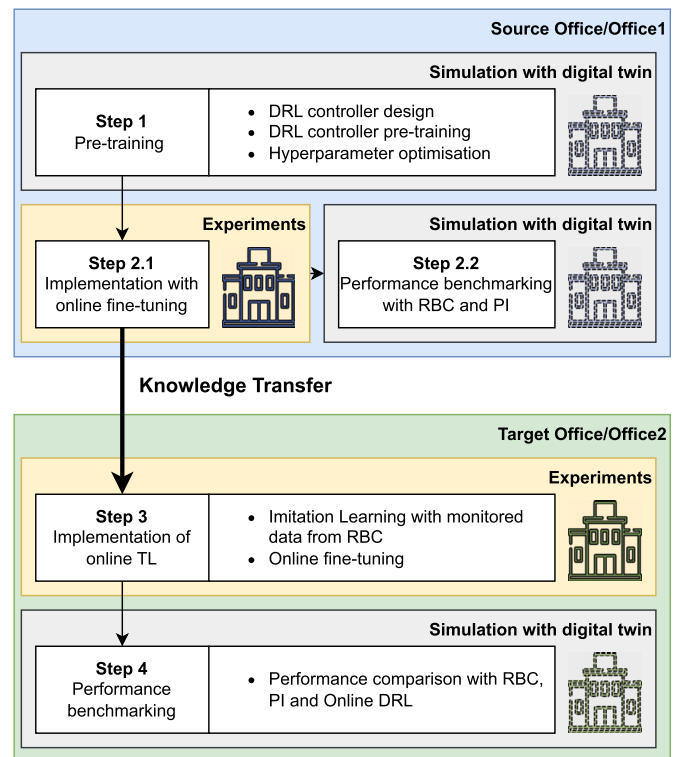 Source Office/Office1
Simulation with digital twin
Step 1
Pre-training
• DRL controller design
• DRL controller pre-training
• Hyperparameter optimisation
Experiments
Step 2.1
Implementation with
online fine-tuning
Simulation with digital twin
Step 2.2
Performance benchmarking
with RBC and PI
Knowledge Transfer
Target Office/Office2
Experiments
Step 3
Implementation of
online TL
• Imitation Learning with monitored
data from RBC
• Online fine-tuning
Simulation with digital twin
Step 4
Performance
benchmarking
• Performance comparison with RBC,
PI and Online DRL